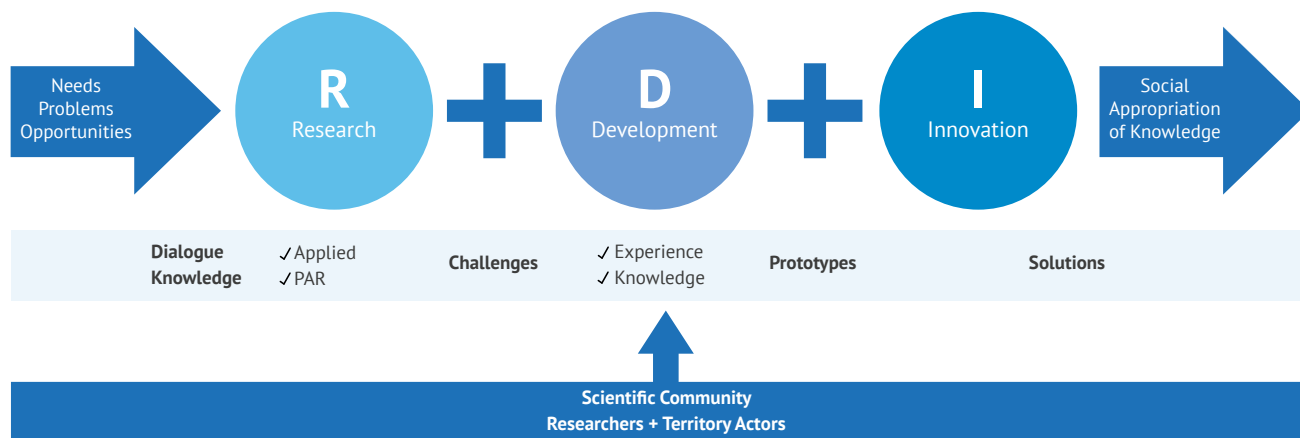 Needs
Problems
Opportunities
R
Research
D
Development
I
Innovation
Social
Appropriation
of Knowledge
Dialogue
Knowledge
✓ Applied
✓ PAR
Challenges
✓ Experience
✓ Knowledge
Prototypes
Solutions
Scientific Community
Researchers + Territory Actors